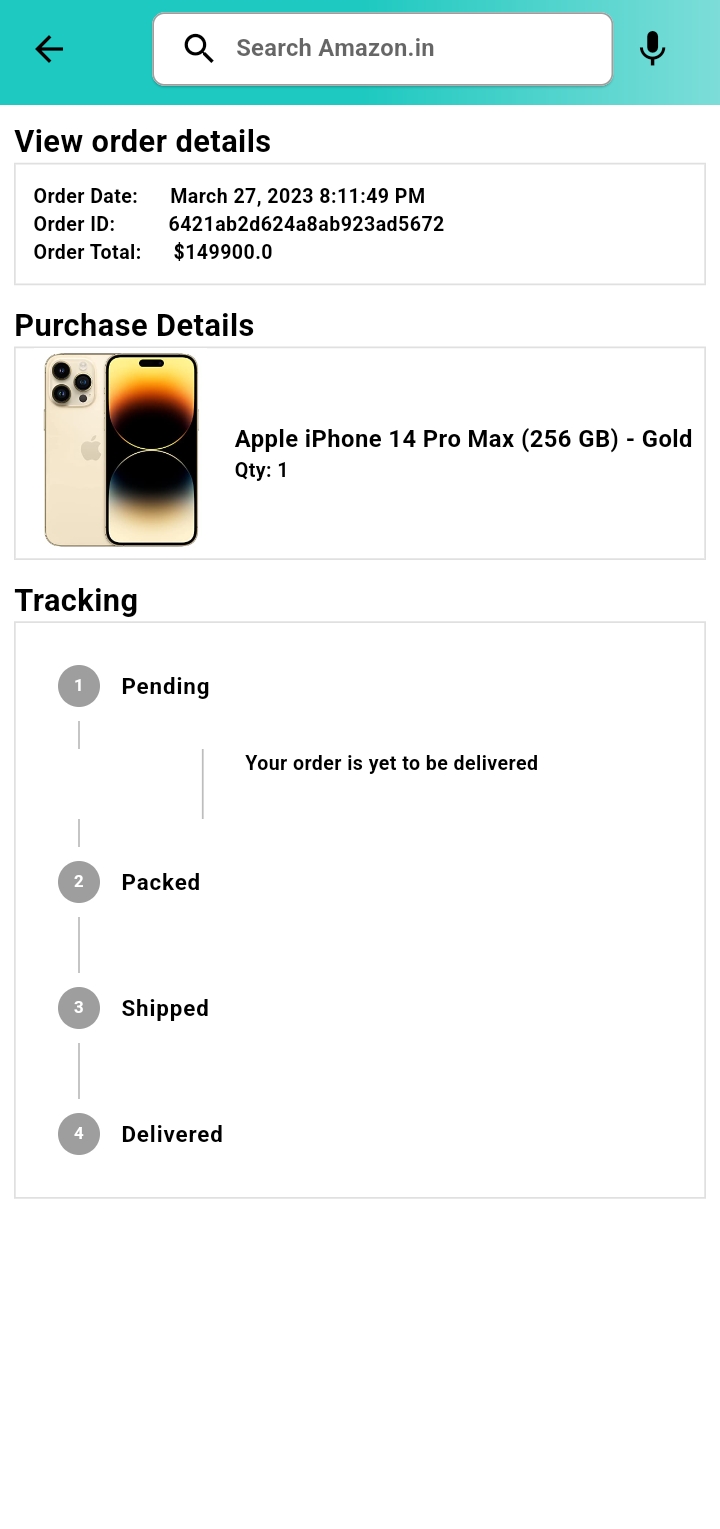 Search Amazon.in
View order details
Order Date: March 27, 2023 8:11:49 PM
Order ID: 6421ab2d624a8ab923ad5672
Order Total: $149900.0
Purchase Details
Apple iPhone 14 Pro Max (256 GB) - Gold
Qty: 1
Tracking
1 Pending
Your order is yet to be delivered
2 Packed
3 Shipped
4 Delivered